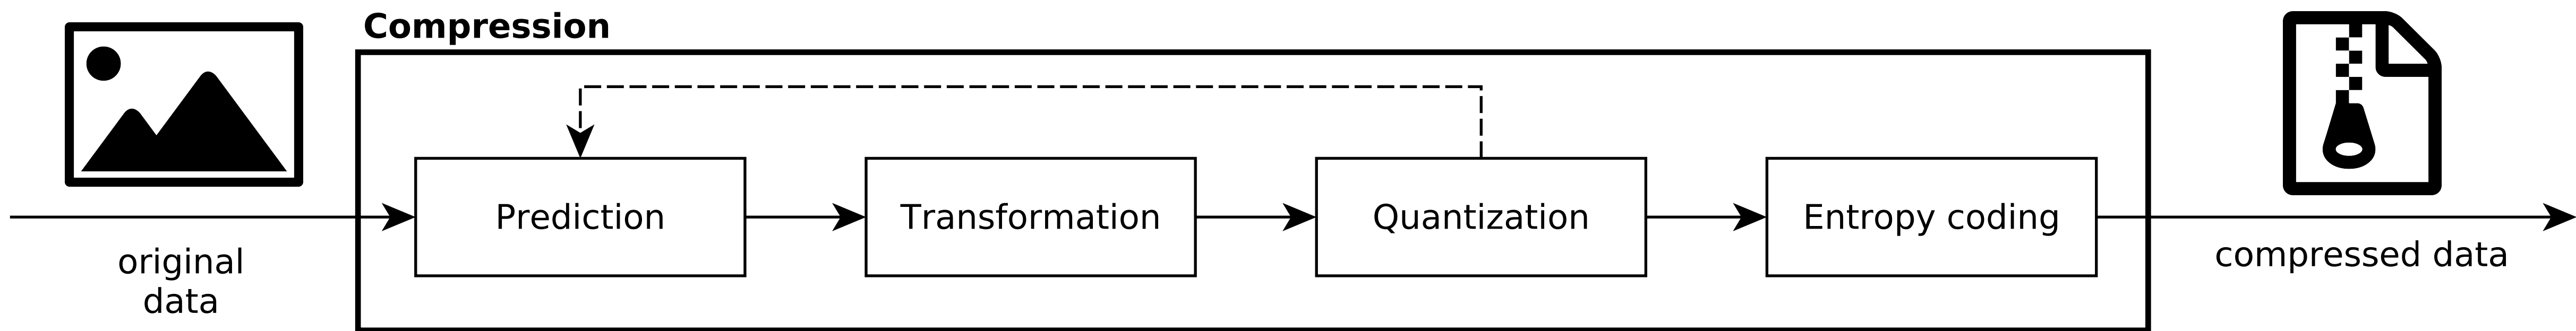 Compression
Prediction
Transformation
Quantization
Entropy coding
original
data
compressed data